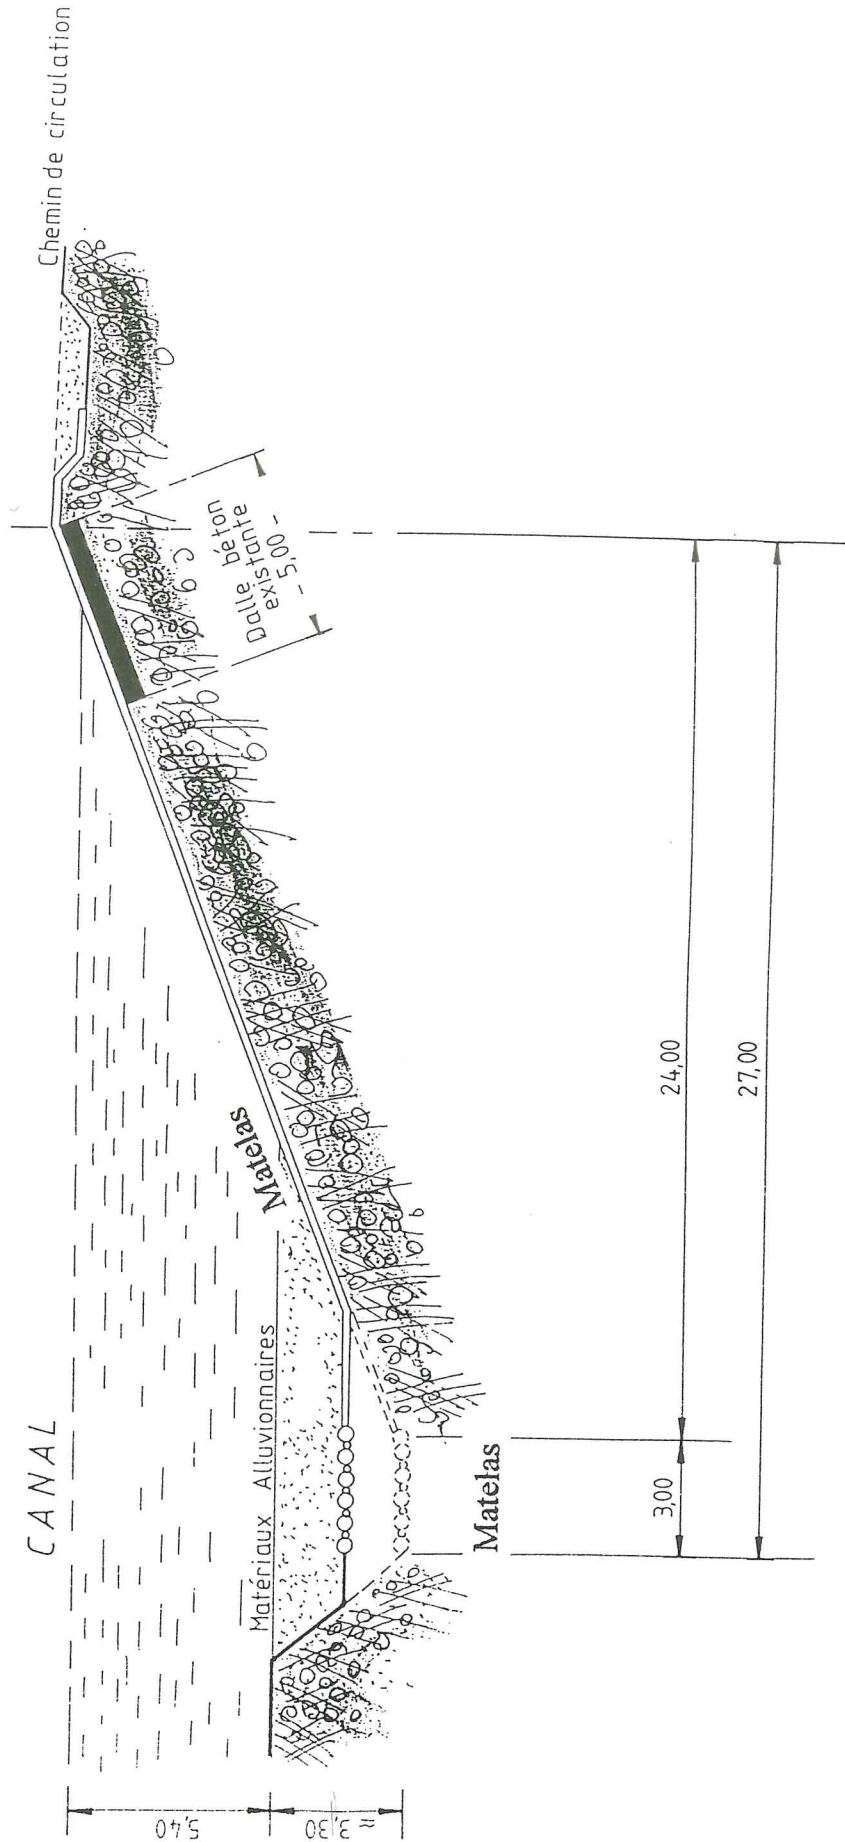 Chemin de circulation
CANAL
Dalle béton
existante
- 5,00 -
Matelas
Matériaux Alluvionnaires
Matelas
5,40
≈ 3,30
24,00
3,00
27,00